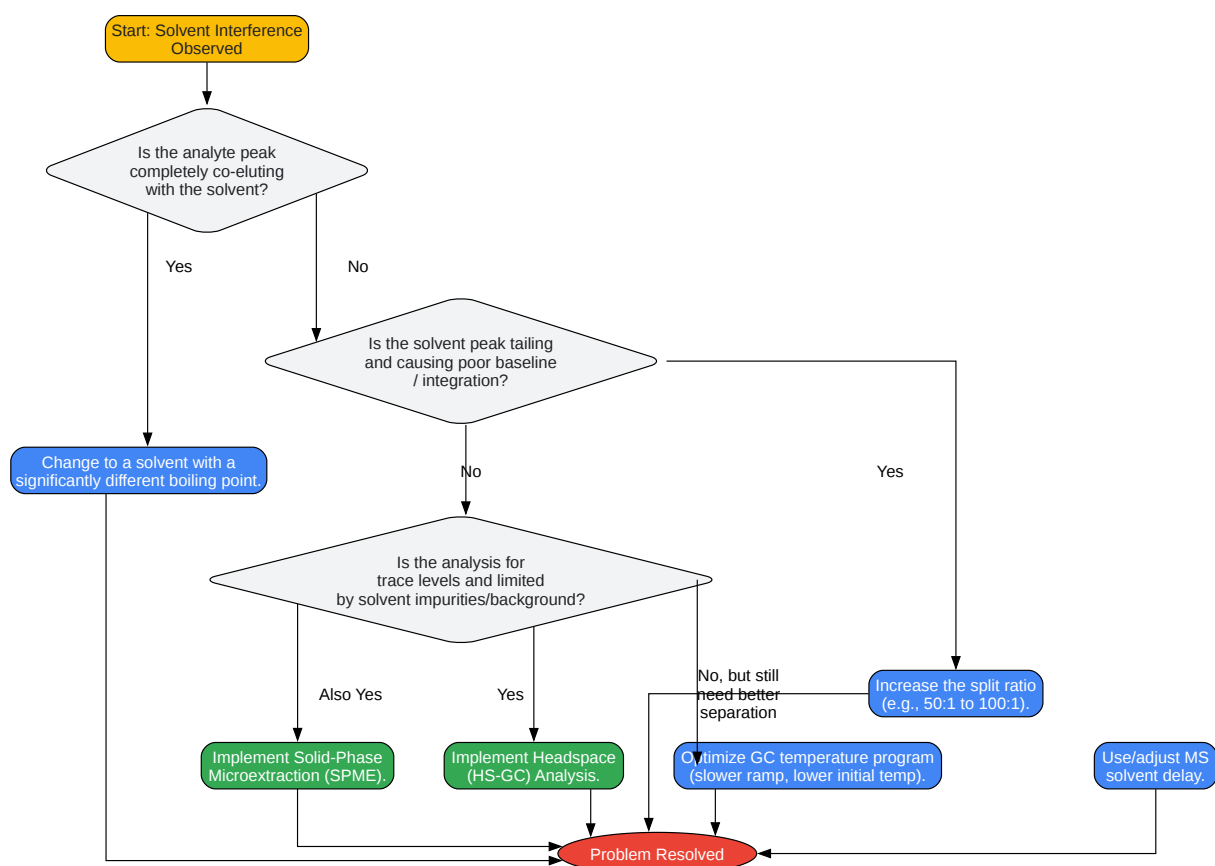 Start: Solvent Interference
Observed
Is the analyte peak
completely co-eluting
with the solvent?
Yes
No
Is the solvent peak tailing
and causing poor baseline
/ integration?
Change to a solvent with a
significantly different boiling point.
No
Yes
Is the analysis for
trace levels and limited
by solvent impurities/background?
Also Yes
Yes
No, but still
need better
separation
Increase the split ratio
(e.g., 50:1 to 100:1).
Implement Solid-Phase
Microextraction (SPME).
Implement Headspace
(HS-GC) Analysis.
Optimize GC temperature program
(slower ramp, lower initial temp).
Use/adjust MS
solvent delay.
Problem Resolved